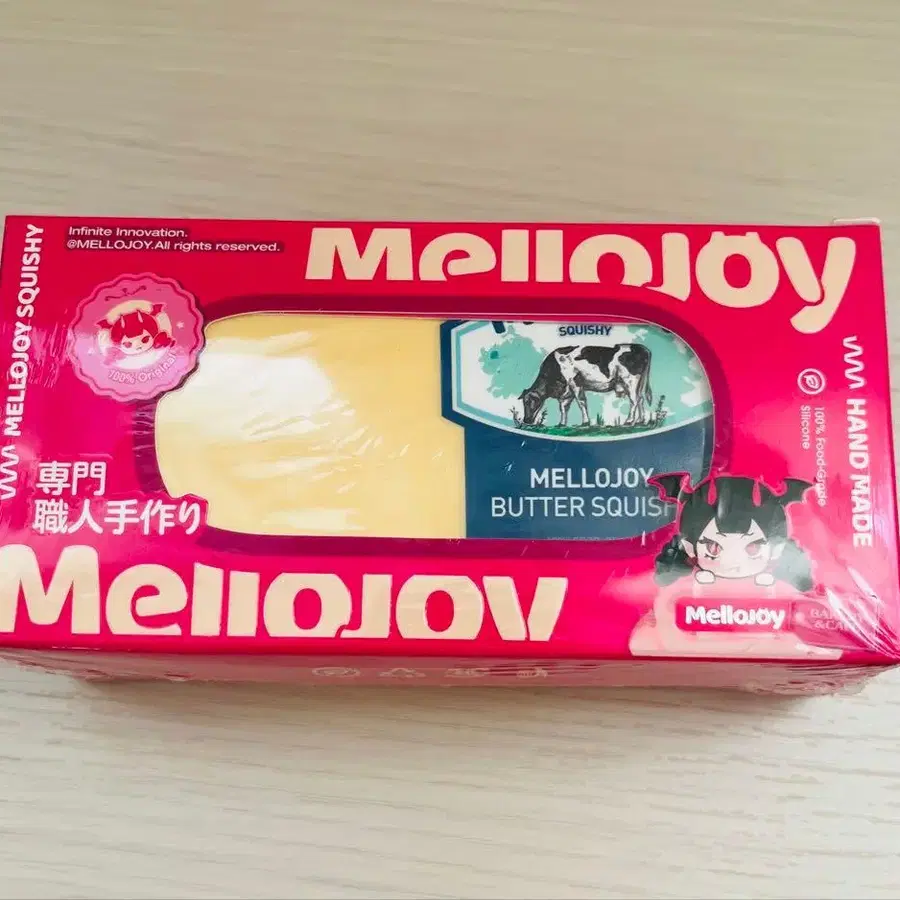 MELLOJOY SQUISHY
Infinite Innovation.
@MELLOJOY.All rights reserved.
Mellojoy
100% Original
SQUISHY
MELLOJOY
BUTTER SQUISH
専門
職人手作り
HAND MADE
100% Food-Grade
Silicone
Mellojoy
Mellojoy